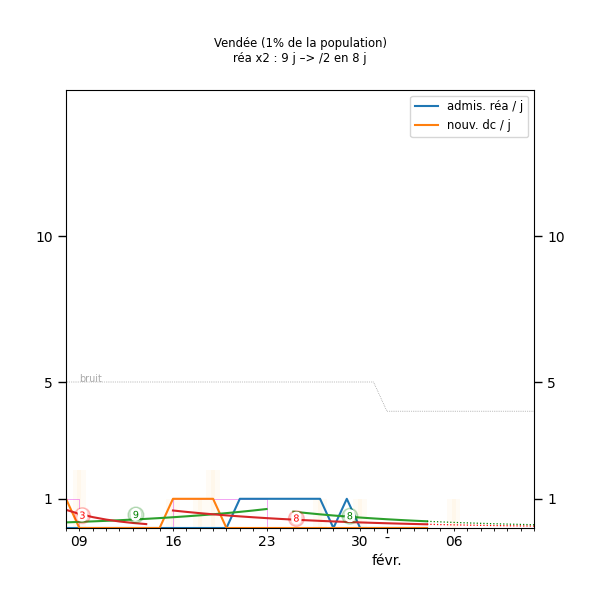 Vendée (1% de la population)
réa x2 : 9 j –> /2 en 8 j
admis. réa / j
nouv. dc / j
10
10
bruit
5
5
1
1
3
9
8
8
09
16
23
30
-
06
févr.